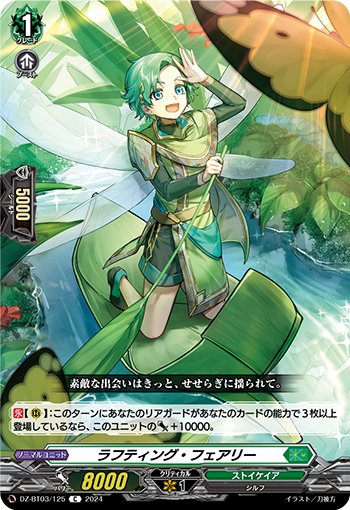 1
グレード
ブースト
5000
シールド
素敵な出会いはきっと、せせらぎに揺られて。
永【R】：このターンにあなたのリアガードがあなたのカードの能力で３枚以上
登場しているなら、このユニットの+10000。
ノーマルユニット
ラフティング・フェアリー
パワー
8000
クリティカル
1
ストイケイア
シルフ
DZ-BT03/125 C 2024
イラスト／刀彼方